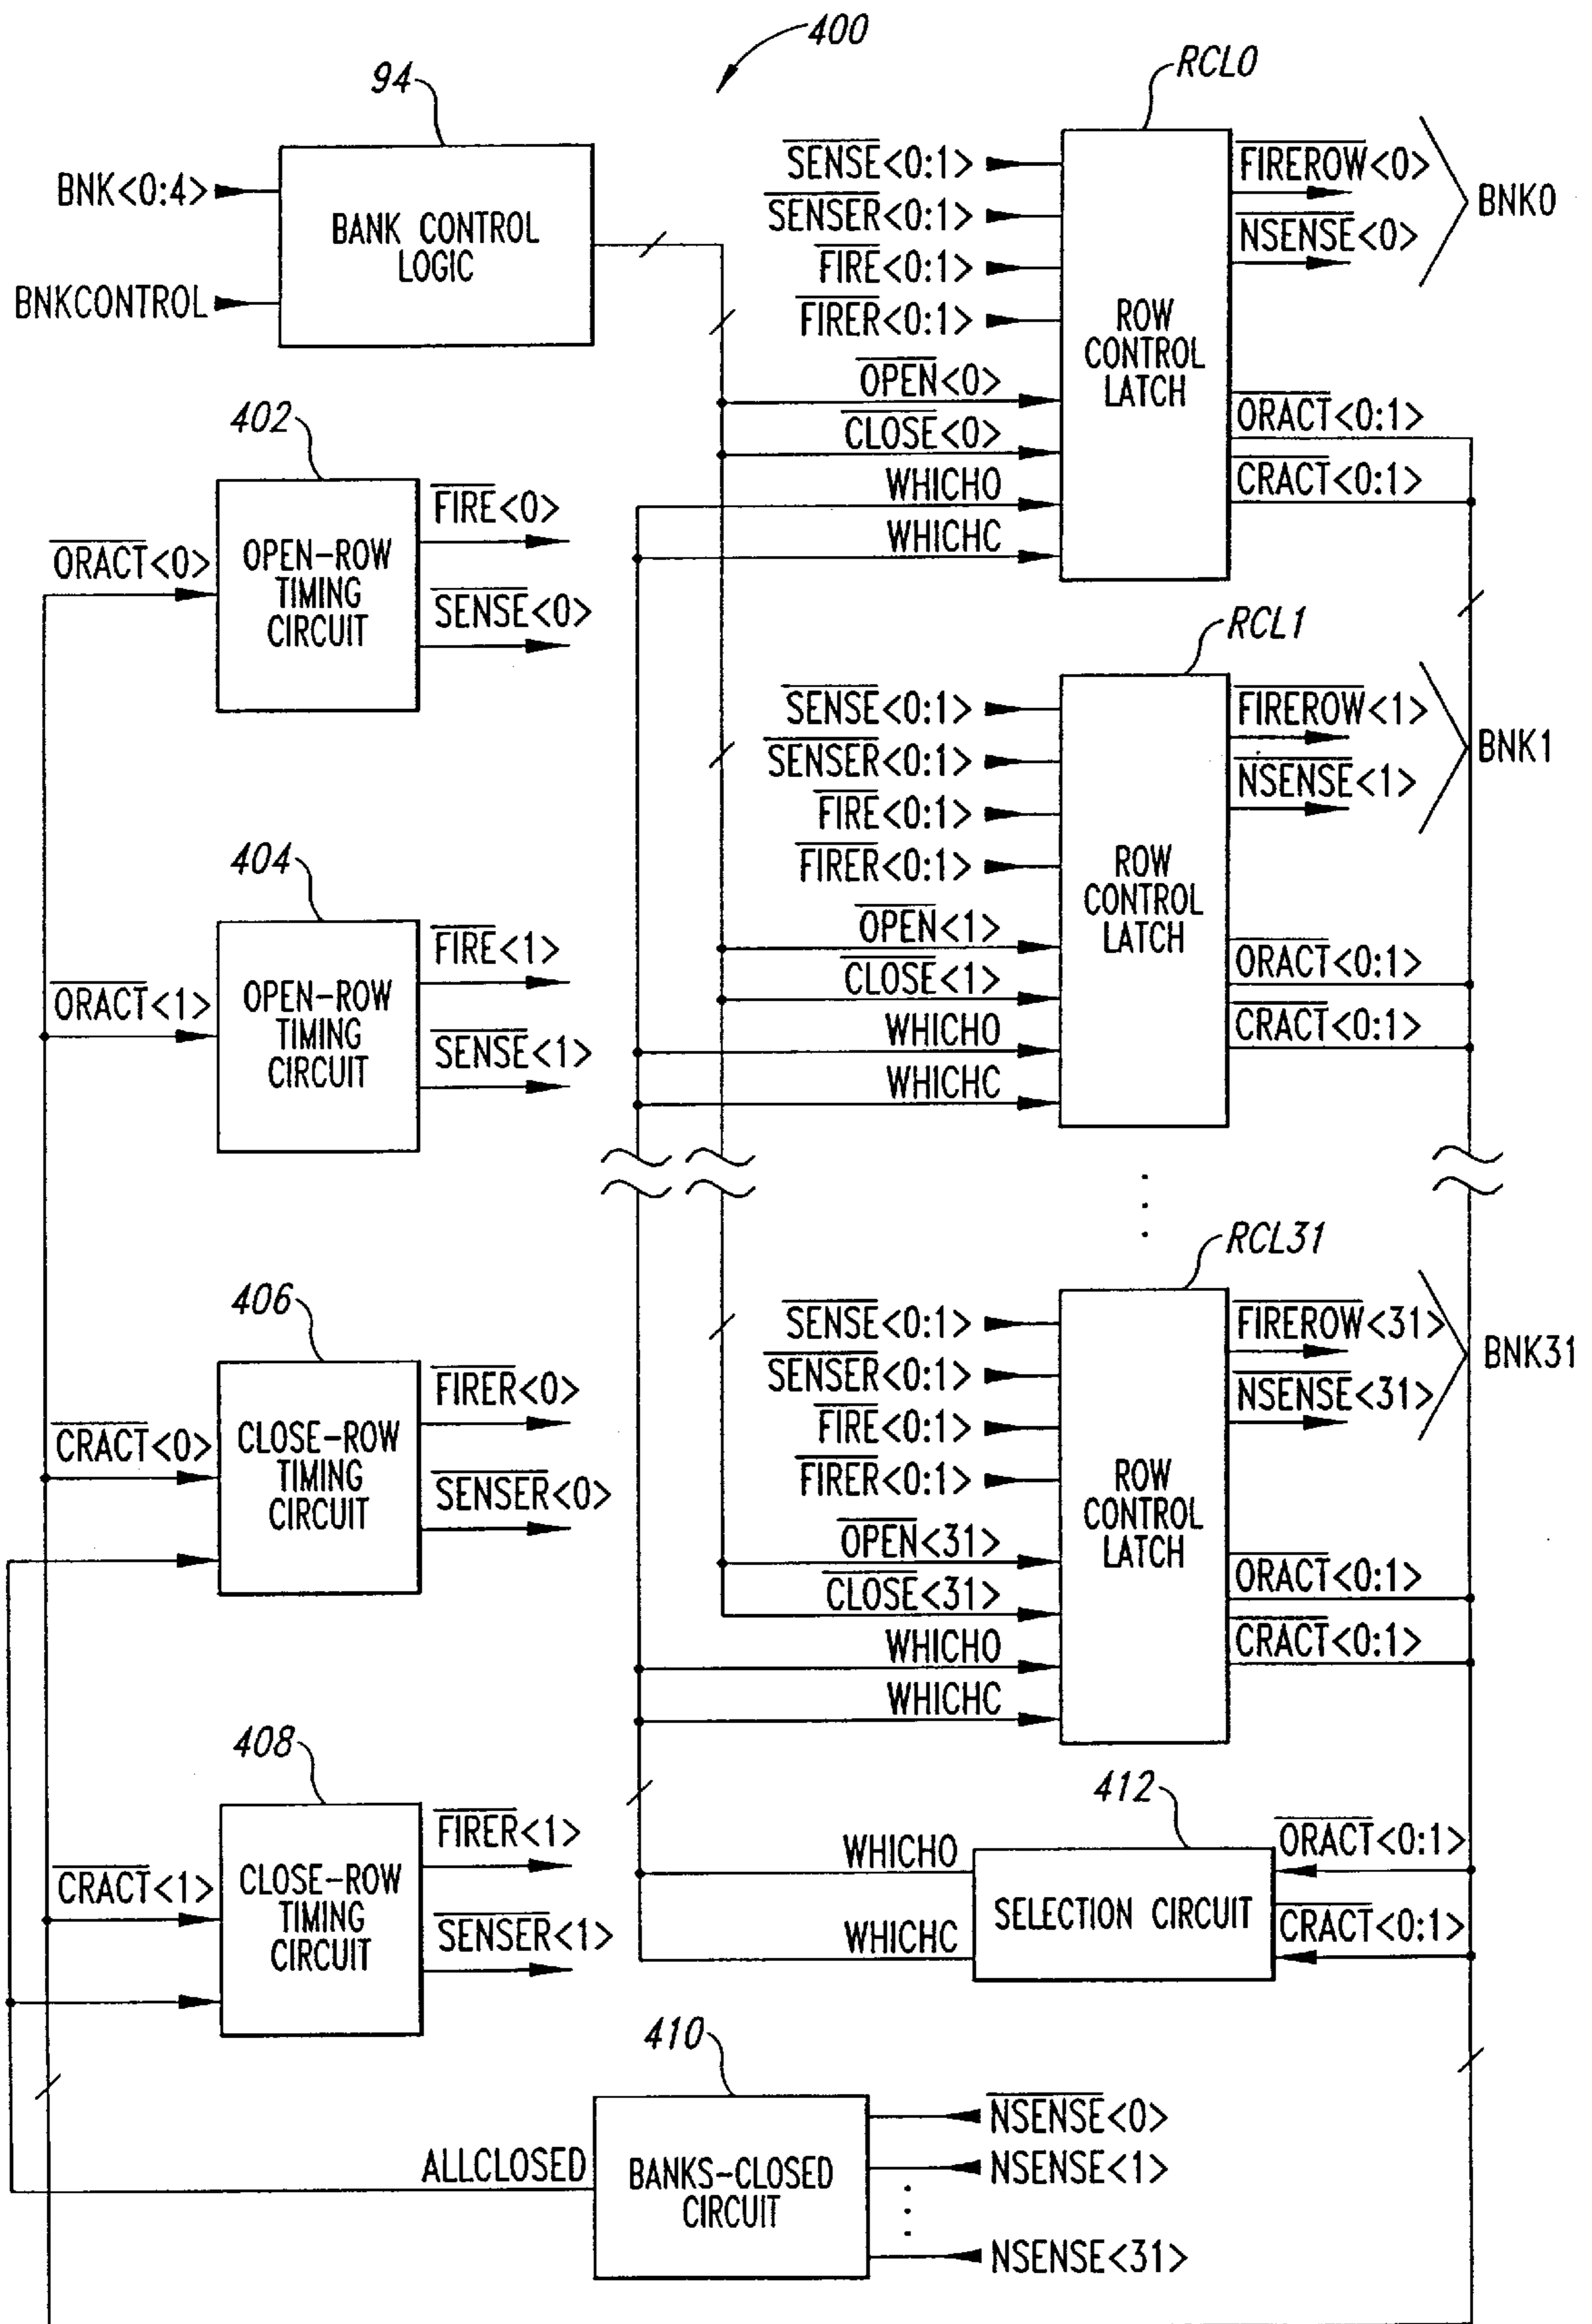 400
94
BNK<0:4>
BNKCONTROL
BANK CONTROL
LOGIC
402
ORACT<0>
OPEN-ROW
TIMING
CIRCUIT
FIRE<0>
SENSE<0>
404
ORACT<1>
OPEN-ROW
TIMING
CIRCUIT
FIRE<1>
SENSE<1>
406
CRACT<0>
CLOSE-ROW
TIMING
CIRCUIT
FIRER<0>
SENSER<0>
408
CRACT<1>
CLOSE-ROW
TIMING
CIRCUIT
FIRER<1>
SENSER<1>
RCL0
SENSE<0:1>
SENSER<0:1>
FIRE<0:1>
FIRER<0:1>
OPEN<0>
CLOSE<0>
WHICHO
WHICHC
ROW
CONTROL
LATCH
FIREROW<0>
NSENSE<0>
BNK0
ORACT<0:1>
CRACT<0:1>
RCL1
SENSE<0:1>
SENSER<0:1>
FIRE<0:1>
FIRER<0:1>
OPEN<1>
CLOSE<1>
WHICHO
WHICHC
ROW
CONTROL
LATCH
FIREROW<1>
NSENSE<1>
BNK1
ORACT<0:1>
CRACT<0:1>
RCL31
SENSE<0:1>
SENSER<0:1>
FIRE<0:1>
FIRER<0:1>
OPEN<31>
CLOSE<31>
WHICHO
WHICHC
ROW
CONTROL
LATCH
FIREROW<31>
NSENSE<31>
BNK31
ORACT<0:1>
CRACT<0:1>
412
WHICHO
WHICHC
SELECTION CIRCUIT
ORACT<0:1>
CRACT<0:1>
410
ALLCLOSED
BANKS-CLOSED
CIRCUIT
NSENSE<0>
NSENSE<1>
NSENSE<31>